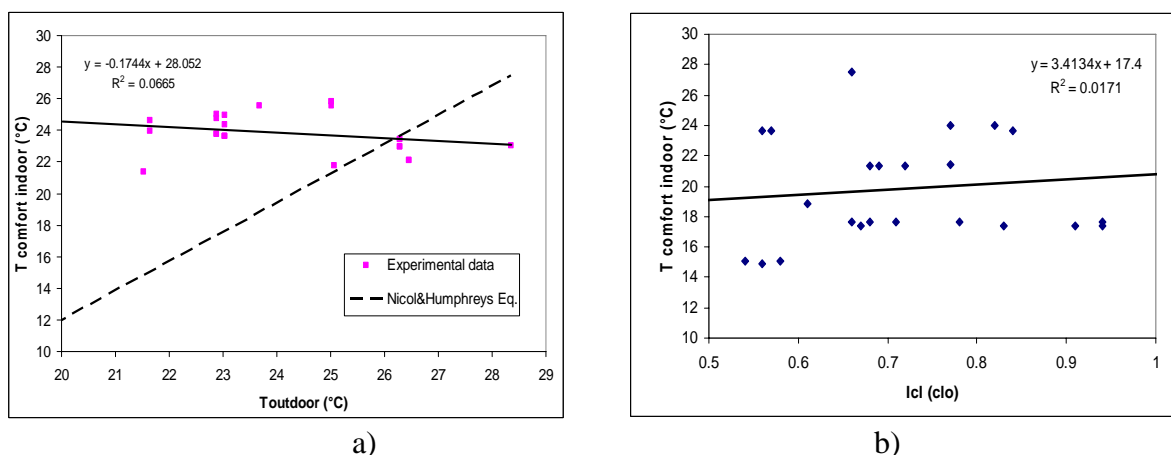 30
28
26
24
22
20
18
16
14
12
10
T comfort indoor (°C)
y = -0.1744x + 28.052
R² = 0.0665
Experimental data
Nicol&Humphreys Eq.
20 21 22 23 24 25 26 27 28 29
Toutdoor (°C)
a)
30
28
26
24
22
20
18
16
14
12
10
T comfort indoor (°C)
y = 3.4134x + 17.4
R² = 0.0171
0.5 0.6 0.7 0.8 0.9 1
Icl (clo)
b)